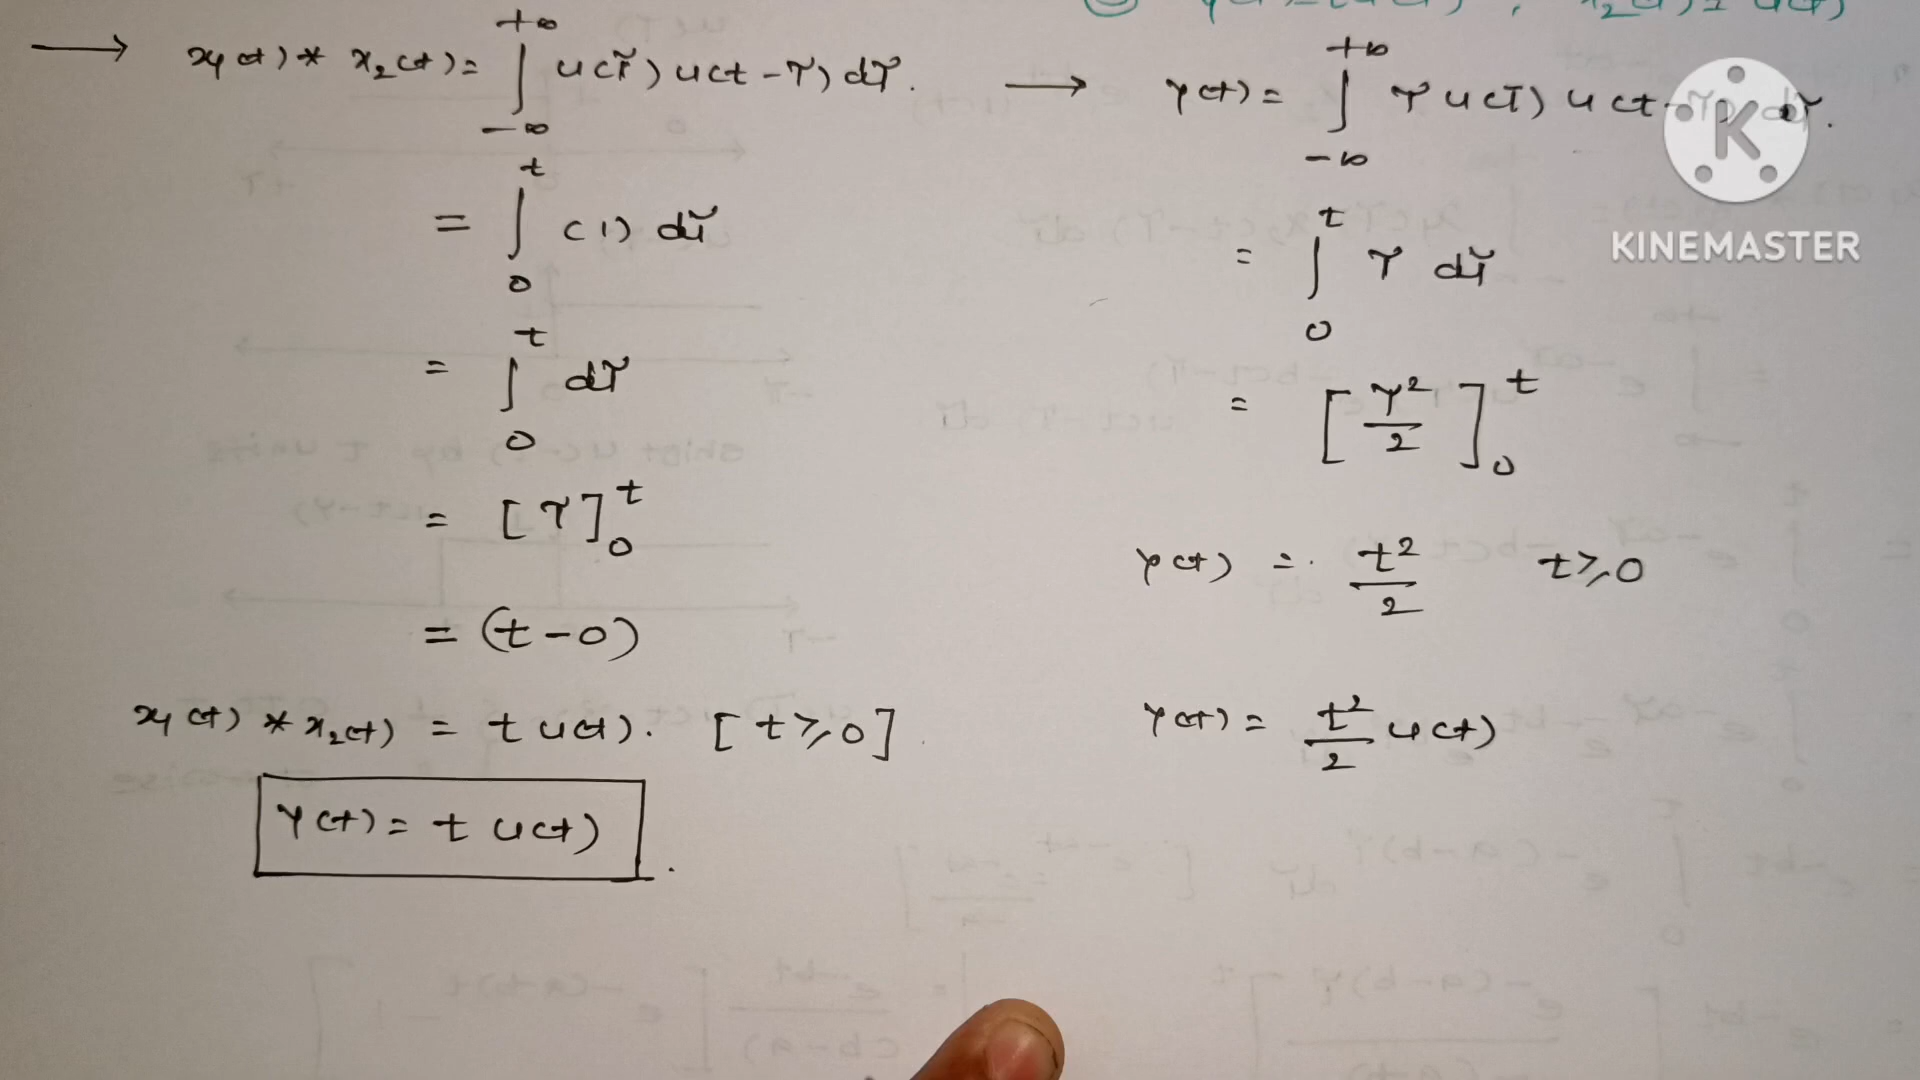 → x₁(t) * x₂(t) = ∫_{-∞}^{+∞} u(τ) u(t-τ) dτ.
= ∫_0^t (1) dτ
= ∫_0^t dτ
= [τ]_0^t
= (t-0)
x₁(t) * x₂(t) = t u(t). [t≥0]
y(t) = t u(t).
→ y(t) = ∫_{-∞}^{+∞} τ u(τ) u(t-τ) dτ.
= ∫_0^t τ dτ
= [τ²/2]_0^t
y(t) = t²/2 t≥0
y(t) = t²/2 u(t)
K
KINEMASTER